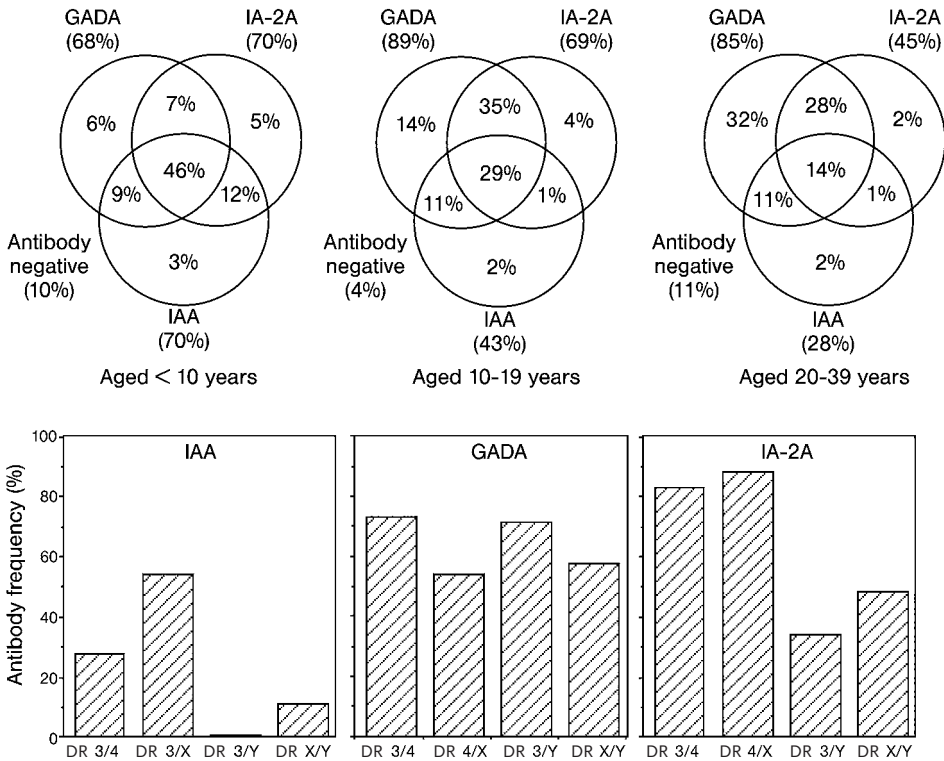 GADA
(68%)
IA-2A
(70%)
6%
7%
5%
46%
9%
12%
3%
Antibody
negative
(10%)
IAA
(70%)
Aged < 10 years
GADA
(89%)
IA-2A
(69%)
14%
35%
4%
29%
11%
1%
2%
Antibody
negative
(4%)
IAA
(43%)
Aged 10-19 years
GADA
(85%)
IA-2A
(45%)
32%
28%
2%
14%
11%
1%
2%
Antibody
negative
(11%)
IAA
(28%)
Aged 20-39 years
Antibody frequency (%)
100
80
60
40
20
0
IAA
DR 3/4 DR 3/X DR 3/Y DR X/Y
GADA
DR 3/4 DR 4/X DR 3/Y DR X/Y
IA-2A
DR 3/4 DR 4/X DR 3/Y DR X/Y